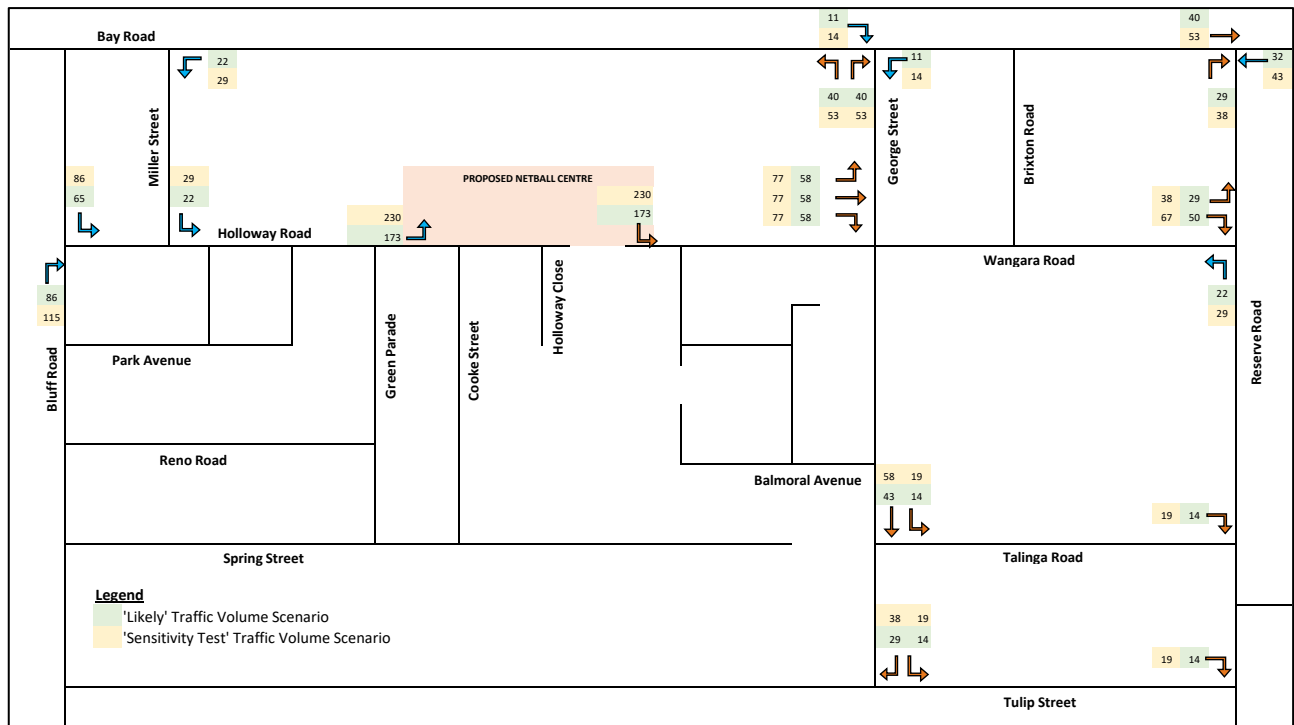 Bay Road
11
14
40
53
22
29
11
14
32
43
40 40
53 53
29
38
Miller Street
George Street
Brixton Road
86
65
29
22
PROPOSED NETBALL CENTRE
230
173
230
173
77 58
77 58
77 58
38 29
67 50
Holloway Road
Wangara Road
86
115
22
29
Bluff Road
Park Avenue
Green Parade
Cooke Street
Holloway Close
Reserve Road
Reno Road
Balmoral Avenue
58 19
43 14
19 14
Spring Street
Talinga Road
Legend
'Likely' Traffic Volume Scenario
'Sensitivity Test' Traffic Volume Scenario
38 19
29 14
19 14
Tulip Street